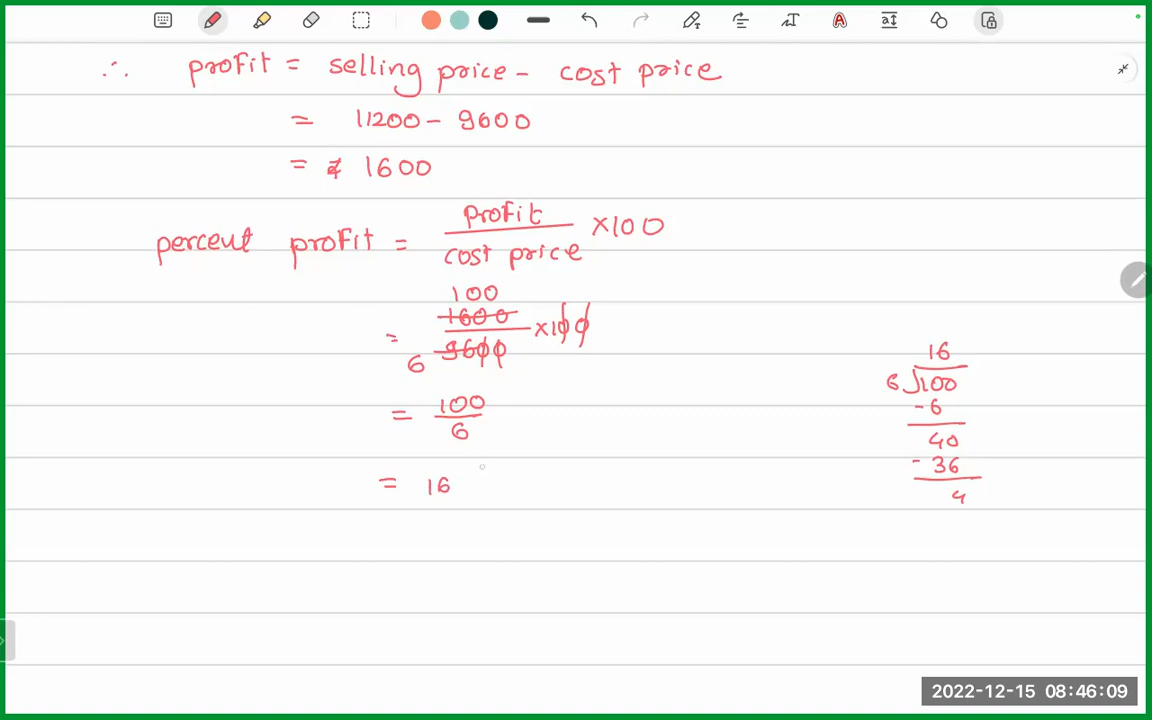 ∴ profit = selling price - cost price
= 11200 - 9600
= ₹ 1600
percent profit = profit / cost price ×100
100
= 1600 / 9600 ×100
6
= 100 / 6
= 16
16
6 ) 100
- 6
40
- 36
4
2022-12-15 08:46:09